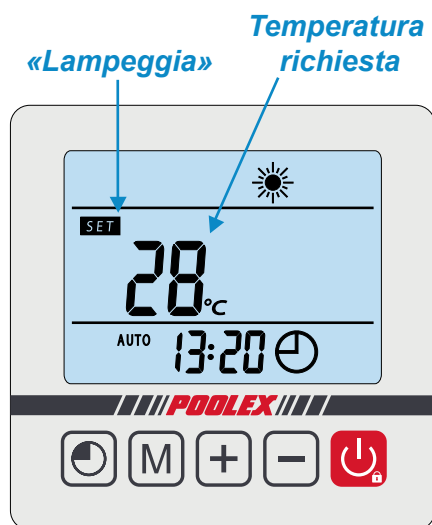 Temperatura
richiesta
«Lampeggia»
SET
28°C
AUTO 13:20
POOLEX
M + −